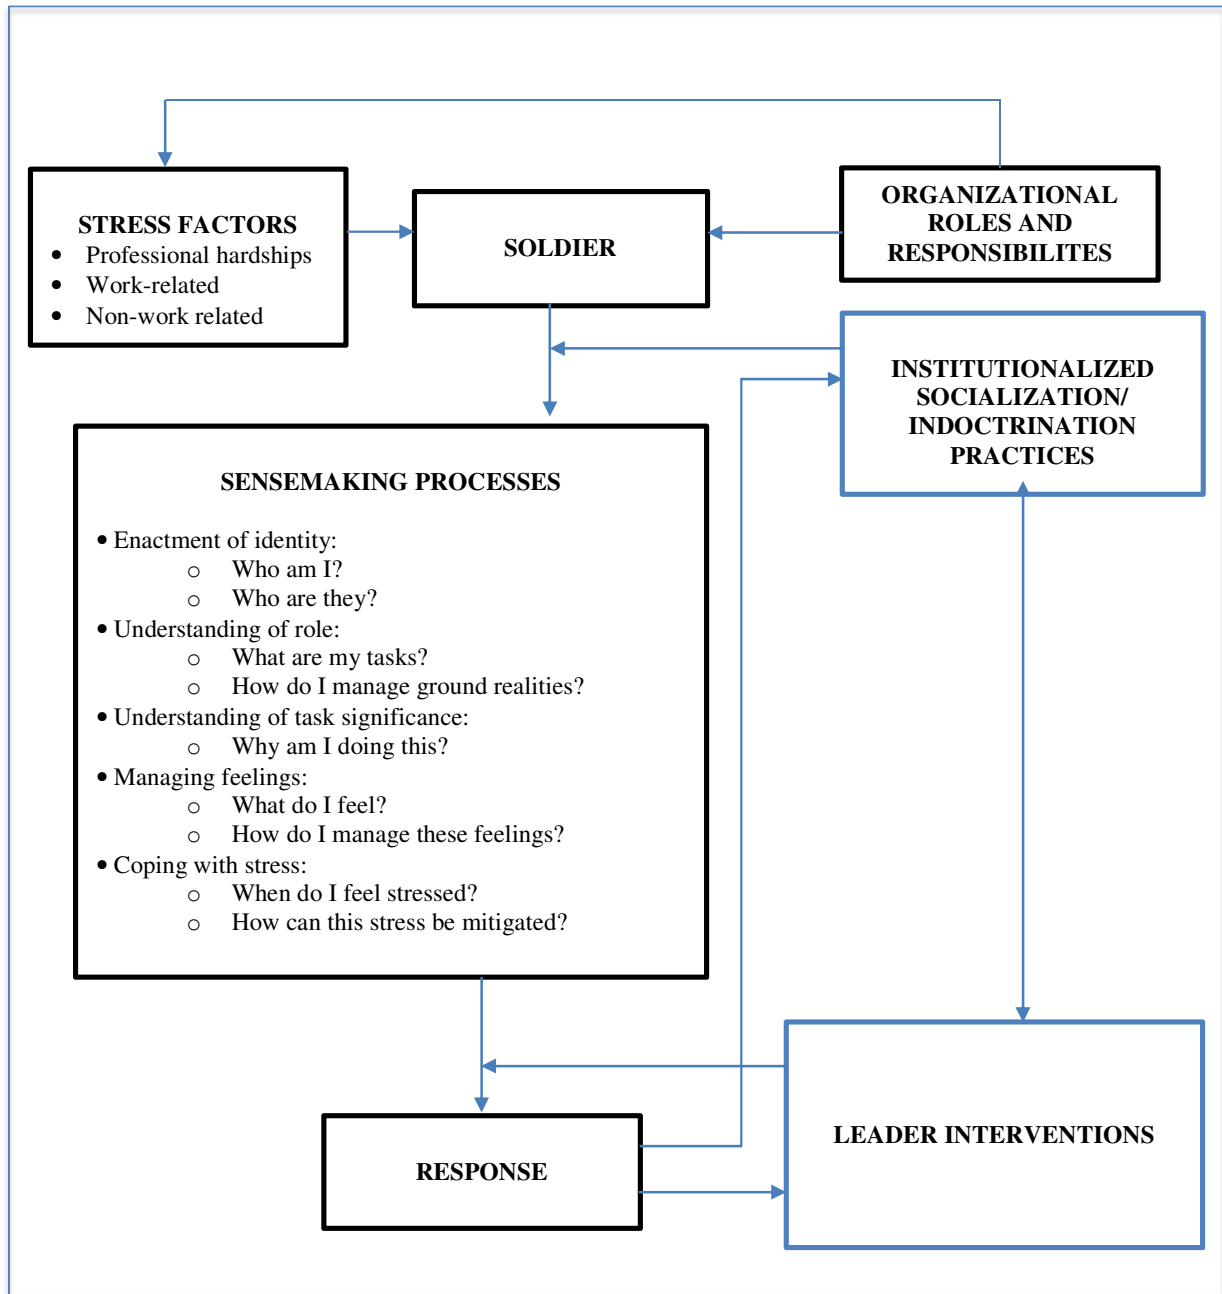 STRESS FACTORS
• Professional hardships
• Work-related
• Non-work related
SOLDIER
ORGANIZATIONAL
ROLES AND
RESPONSIBILITES
INSTITUTIONALIZED
SOCIALIZATION/
INDOCTRINATION
PRACTICES
SENSEMAKING PROCESSES
• Enactment of identity:
o Who am I?
o Who are they?
• Understanding of role:
o What are my tasks?
o How do I manage ground realities?
• Understanding of task significance:
o Why am I doing this?
• Managing feelings:
o What do I feel?
o How do I manage these feelings?
• Coping with stress:
o When do I feel stressed?
o How can this stress be mitigated?
RESPONSE
LEADER INTERVENTIONS